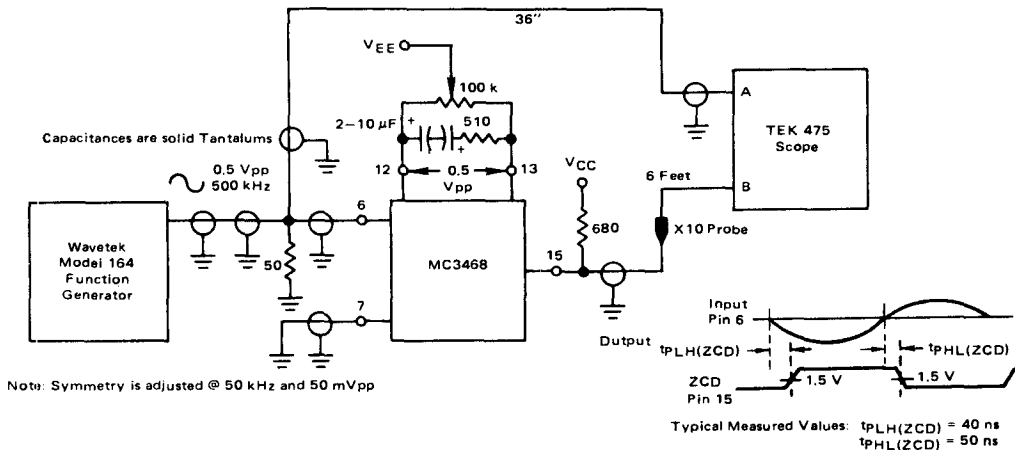 36"
VEE
100 k
2–10 μF
+
510
+
Capacitances are solid Tantalums
12
0.5
Vpp
13
0.5 Vpp
500 kHz
VCC
A
TEK 475
Scope
B
6 Feet
X10 Probe
680
Wavetek
Model 164
Function
Generator
6
50
MC3468
15
7
Output
Input
Pin 6
tPLH(ZCD)
tPHL(ZCD)
ZCD
Pin 15
1.5 V
1.5 V
Note: Symmetry is adjusted @ 50 kHz and 50 mVpp
Typical Measured Values: tPLH(ZCD) = 40 ns
tPHL(ZCD) = 50 ns